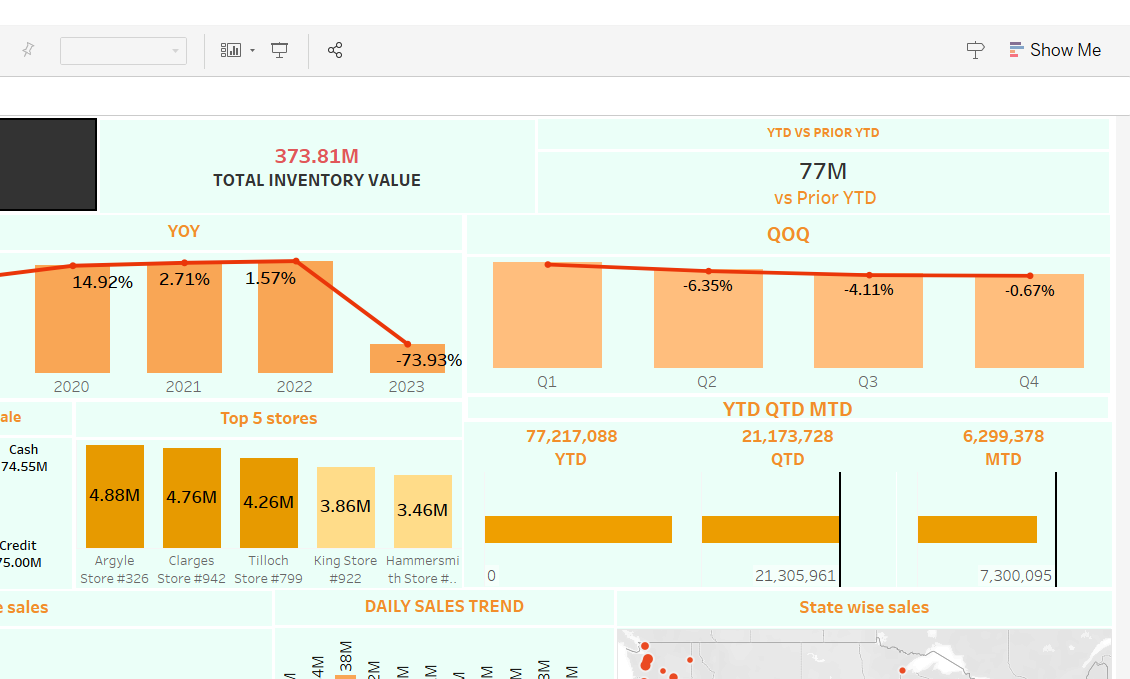 Show Me
373.81M
TOTAL INVENTORY VALUE
YTD VS PRIOR YTD
77M
vs Prior YTD
YOY
14.92%
2.71%
1.57%
-73.93%
2020
2021
2022
2023
QOQ
-6.35%
-4.11%
-0.67%
Q1
Q2
Q3
Q4
ale
Cash
74.55M
Credit
75.00M
Top 5 stores
4.88M
4.76M
4.26M
3.86M
3.46M
Argyle
Store #326
Clarges
Store #942
Tilloch
Store #799
King Store
#922
Hammersmi
th Store #..
YTD QTD MTD
77,217,088
YTD
21,173,728
QTD
6,299,378
MTD
0
21,305,961
7,300,095
e sales
DAILY SALES TREND
4M
38M
2M
M
M
M
M
M
3M
M
State wise sales